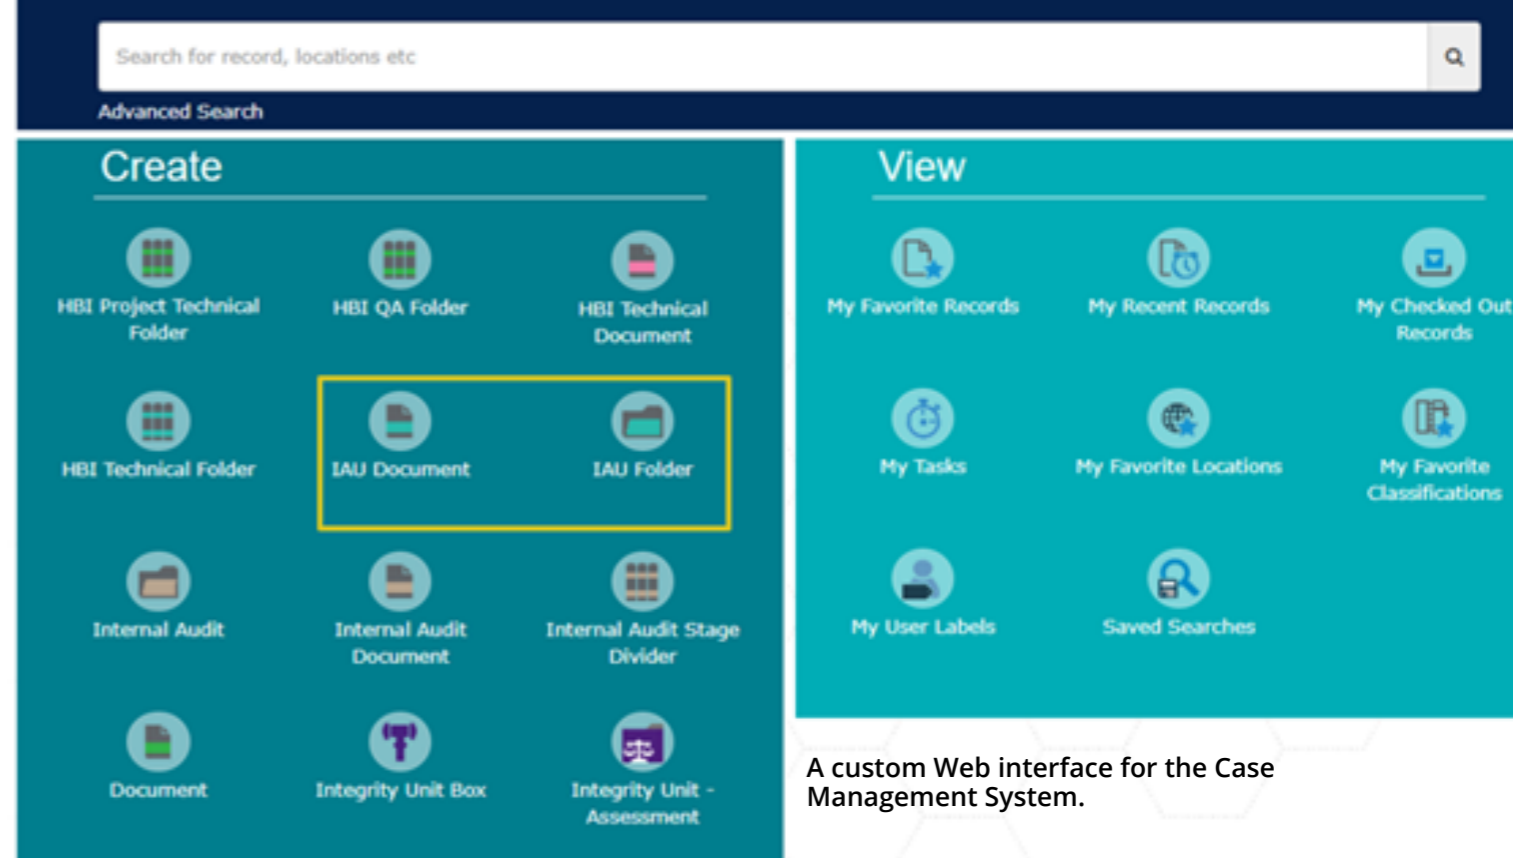 Search for record, locations etc
Advanced Search
Create
HBI Project Technical
Folder
HBI QA Folder
HBI Technical
Document
HBI Technical Folder
IAU Document
IAU Folder
Internal Audit
Internal Audit
Document
Internal Audit Stage
Divider
Document
Integrity Unit Box
Integrity Unit -
Assessment
View
My Favorite Records
My Recent Records
My Checked Out
Records
My Tasks
My Favorite Locations
My Favorite
Classifications
My User Labels
Saved Searches
A custom Web interface for the Case
Management System.